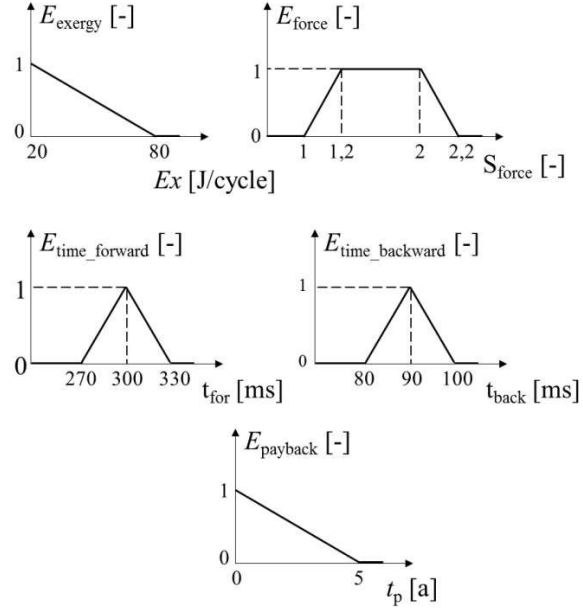 E_exergy [-]
1
0
20 80
Ex [J/cycle]
E_force [-]
1
0
1 1,2 2 2,2
S_force [-]
E_time_forward [-]
1
0
270 300 330
t_for [ms]
E_time_backward [-]
1
0
80 90 100
t_back [ms]
E_payback [-]
1
0
0 5
t_p [a]